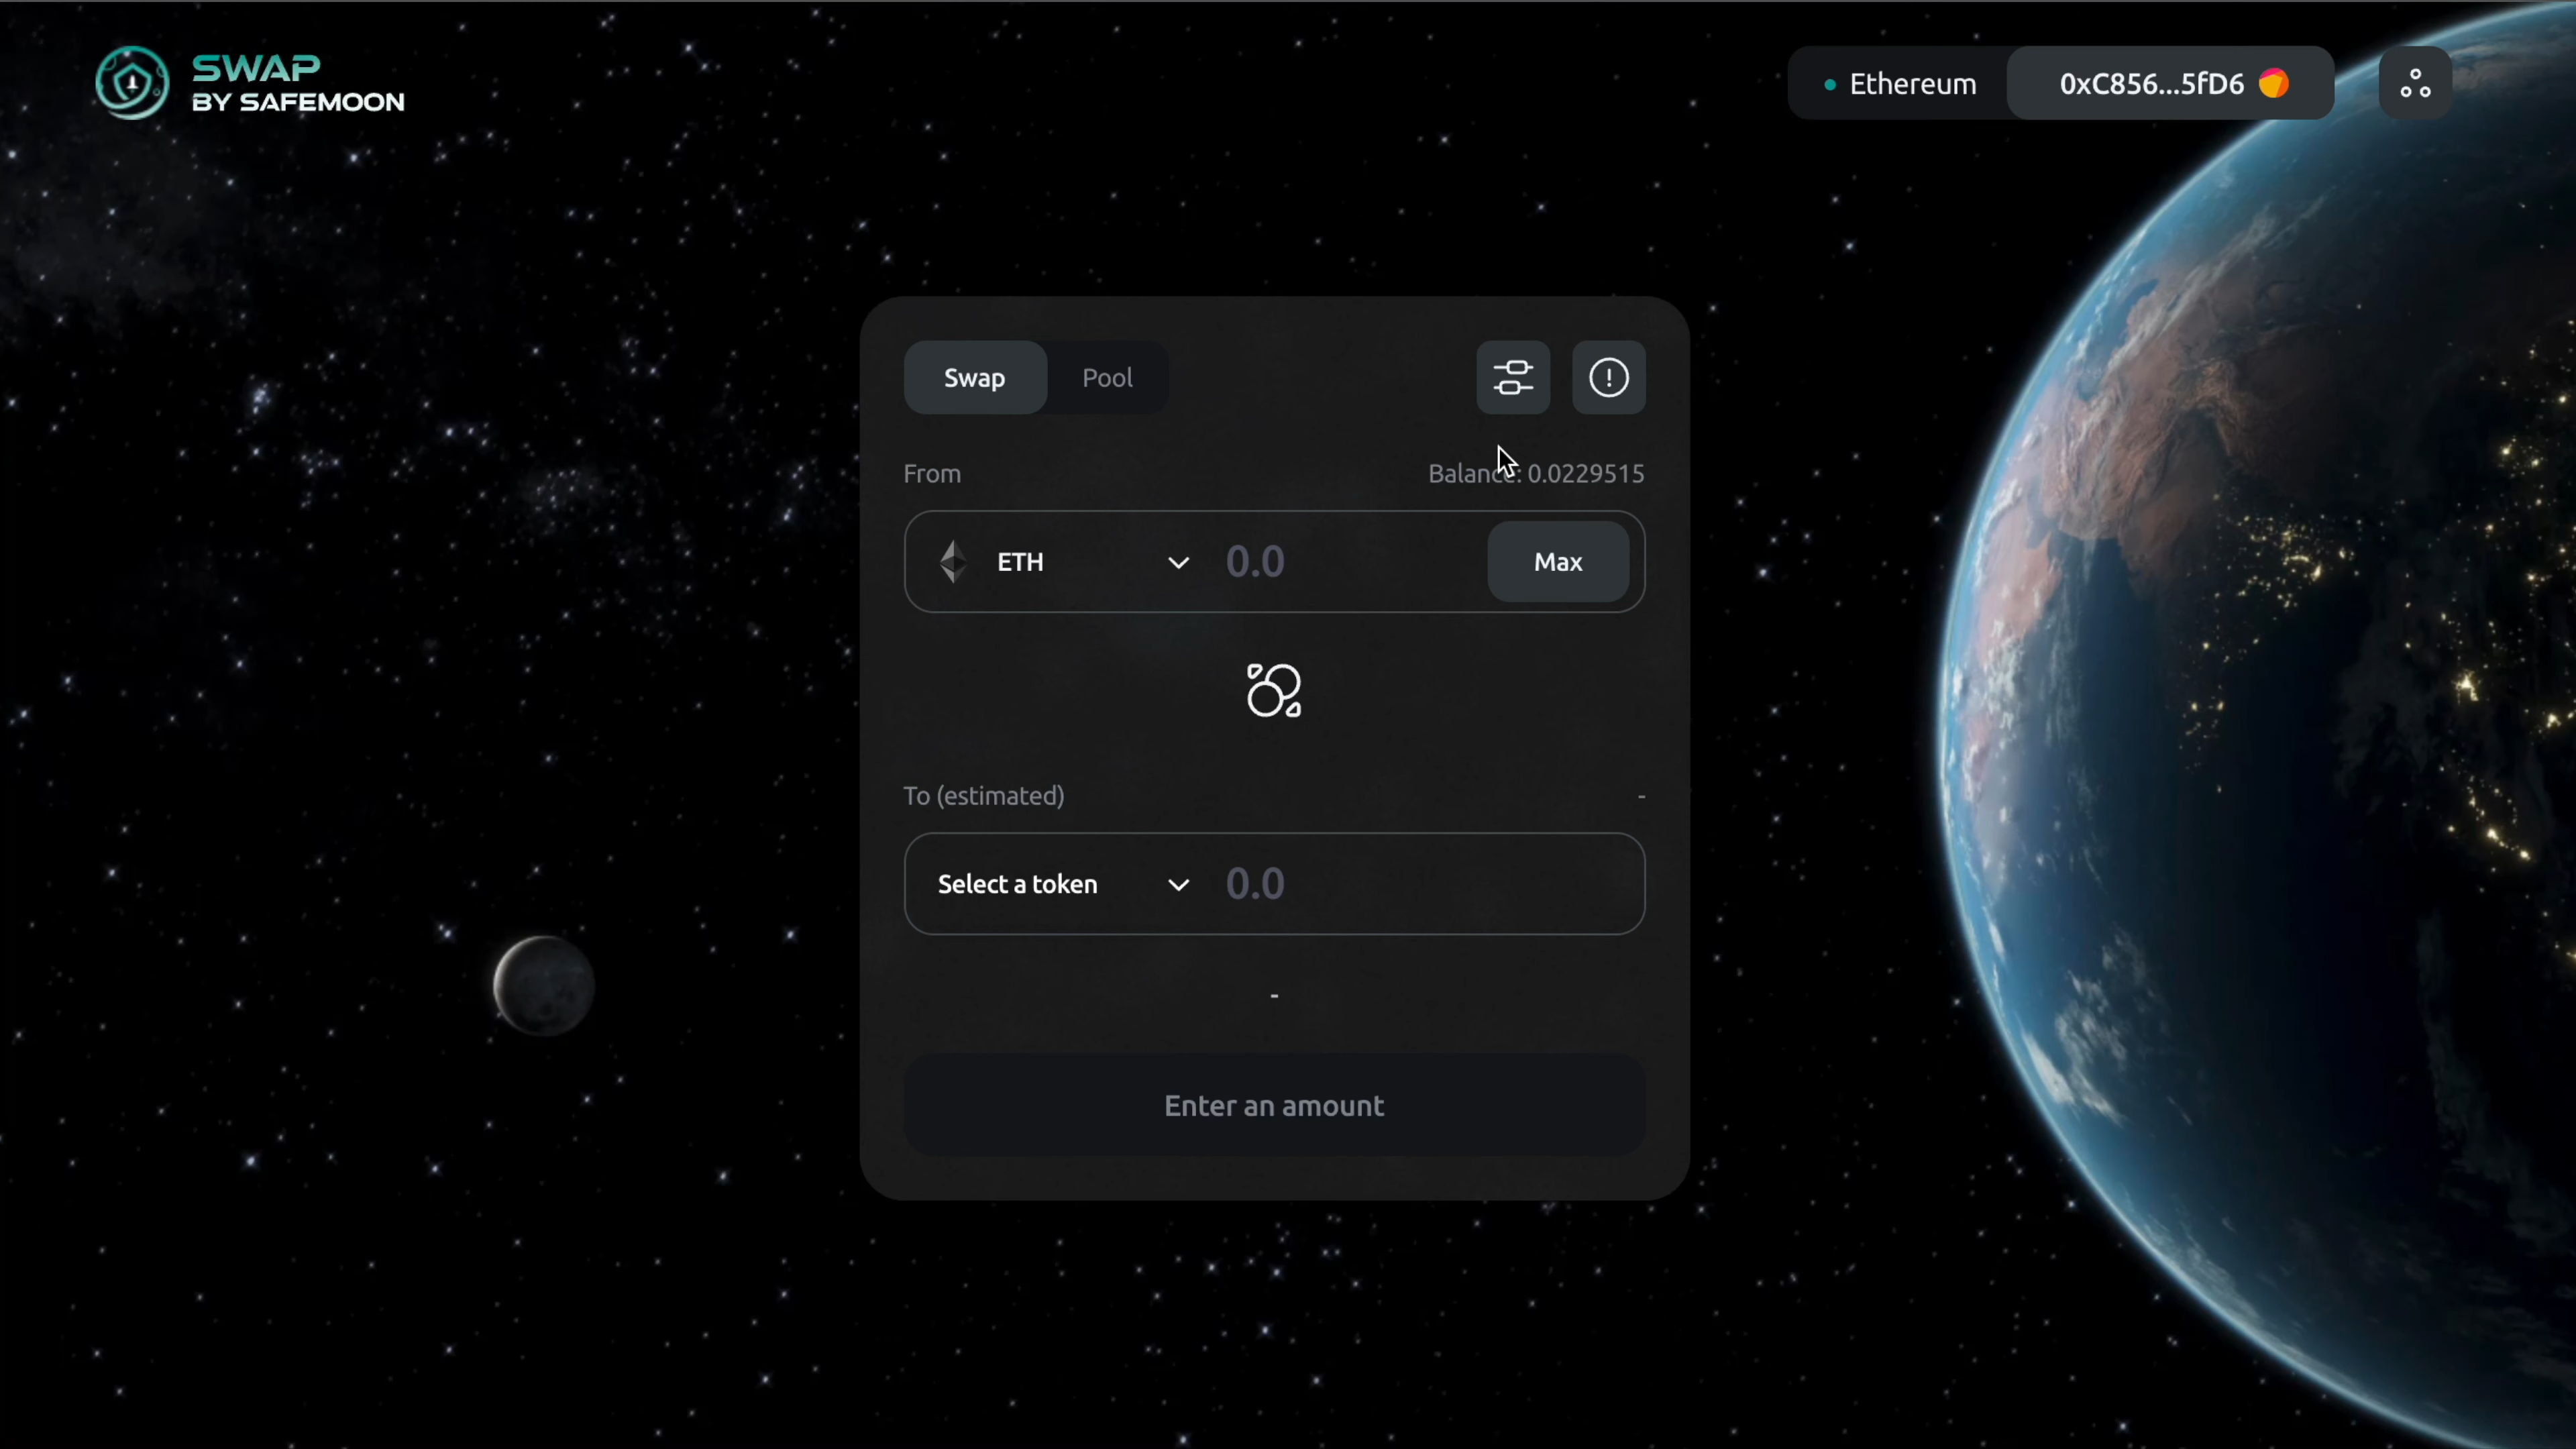 SWAP
BY SAFEMOON
Ethereum
0xC856...5fD6
Swap
Pool
From
Balance: 0.0229515
ETH
0.0
Max
To (estimated)
-
Select a token
0.0
-
Enter an amount